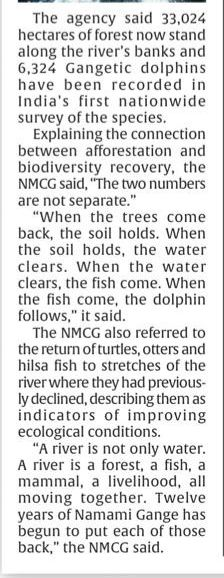 The agency said 33,024
hectares of forest now stand
along the river's banks and
6,324 Gangetic dolphins
have been recorded in
India's first nationwide
survey of the species.
Explaining the connection
between afforestation and
biodiversity recovery, the
NMCG said, "The two numbers
are not separate."
"When the trees come
back, the soil holds. When
the soil holds, the water
clears. When the water
clears, the fish come. When
the fish come, the dolphin
follows," it said.
The NMCG also referred to
the return of turtles, otters and
hilsa fish to stretches of the
river where they had previous-
ly declined, describing them as
indicators of improving
ecological conditions.
"A river is not only water.
A river is a forest, a fish, a
mammal, a livelihood, all
moving together. Twelve
years of Namami Gange has
begun to put each of those
back," the NMCG said.